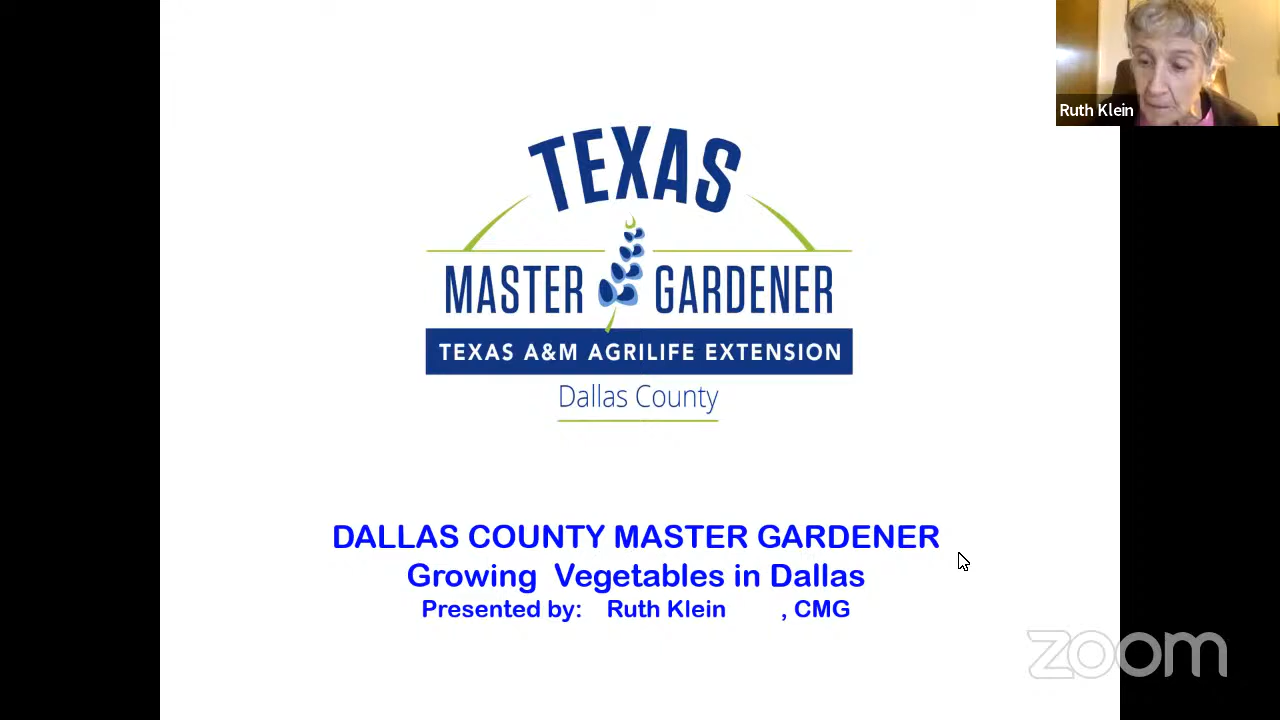 Ruth Klein
TEXAS
MASTER GARDENER
TEXAS A&M AGRILIFE EXTENSION
Dallas County
DALLAS COUNTY MASTER GARDENER
Growing  Vegetables in Dallas
Presented by:   Ruth Klein       , CMG
zoom